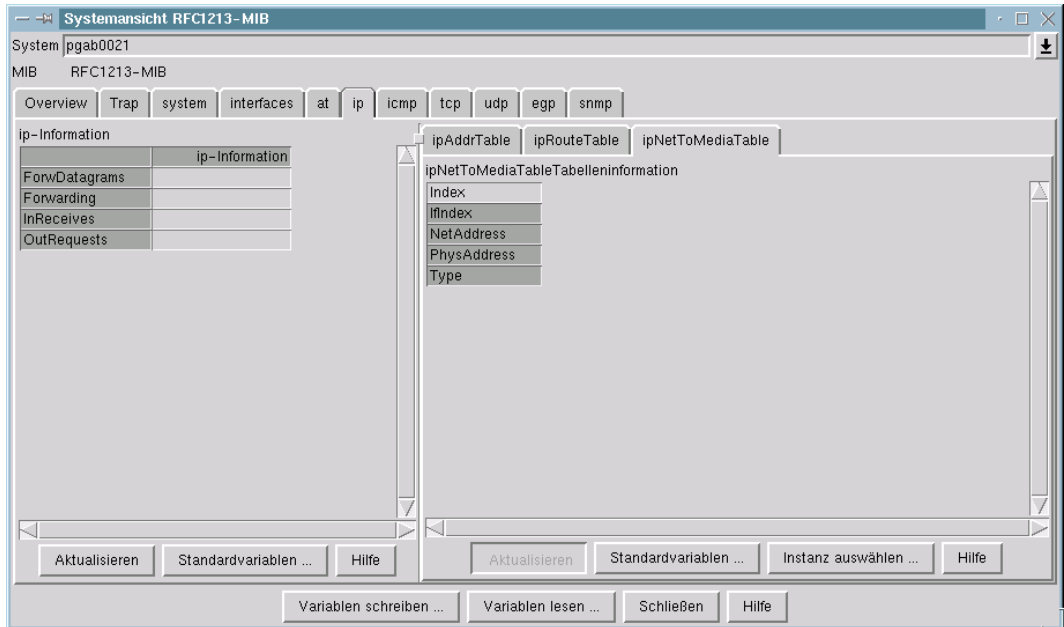 Systemansicht RFC1213-MIB
System pgab0021
MIB RFC1213-MIB
Overview Trap system interfaces at ip icmp tcp udp egp snmp
ip-Information
ip-Information
ForwDatagrams
Forwarding
InReceives
OutRequests
Aktualisieren Standardvariablen ... Hilfe
ipAddrTable ipRouteTable ipNetToMediaTable
ipNetToMediaTableTabelleninformation
Index
IfIndex
NetAddress
PhysAddress
Type
Aktualisieren Standardvariablen ... Instanz auswählen ... Hilfe
Variablen schreiben ... Variablen lesen ... Schließen Hilfe